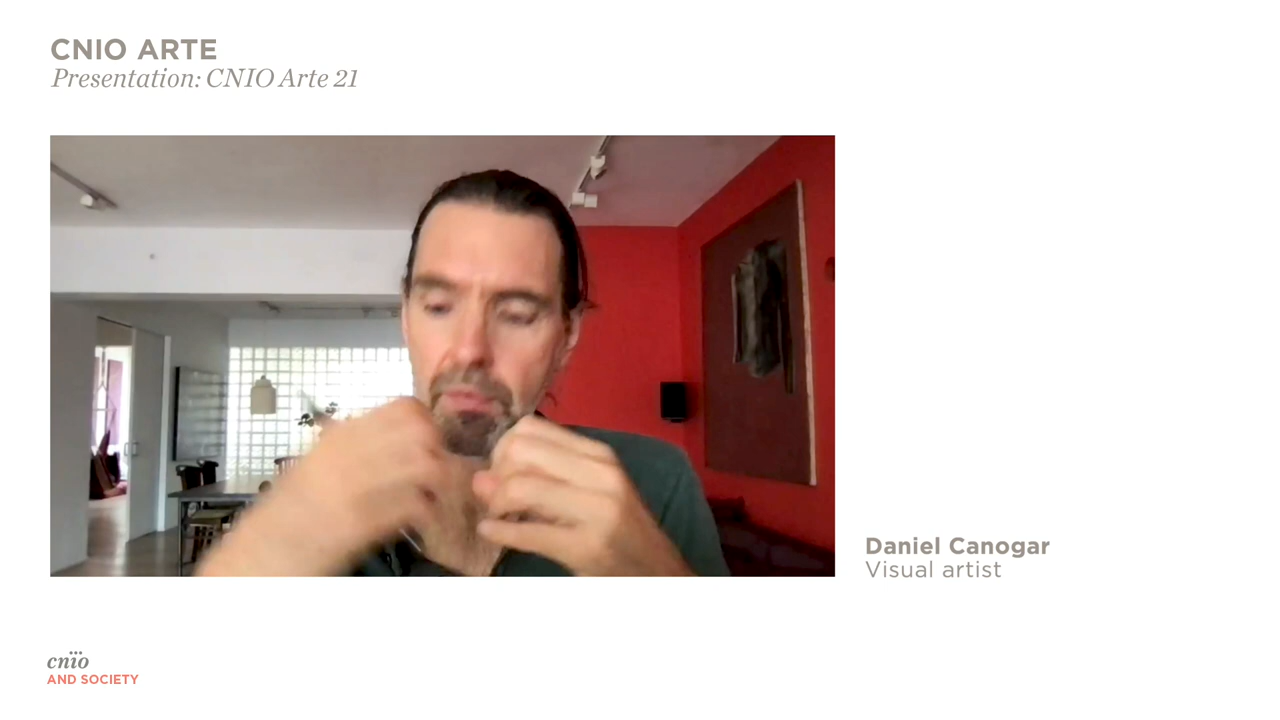 CNIO ARTE
Presentation: CNIO Arte 21
Daniel Canogar
Visual artist
cnio
AND SOCIETY